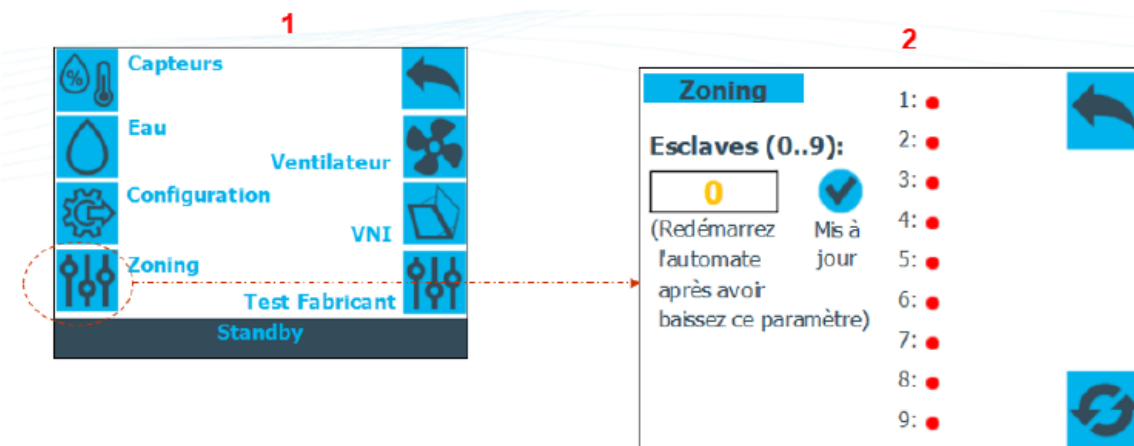 1
Capteurs
Eau
Ventilateur
Configuration
VNI
Zoning
Test Fabricant
Standby
2
Zoning
Esclaves (0..9):
0
(Redémarrez
l'automate
après avoir
baissez ce paramètre)
Mis à
jour
1:
2:
3:
4:
5:
6:
7:
8:
9:
%